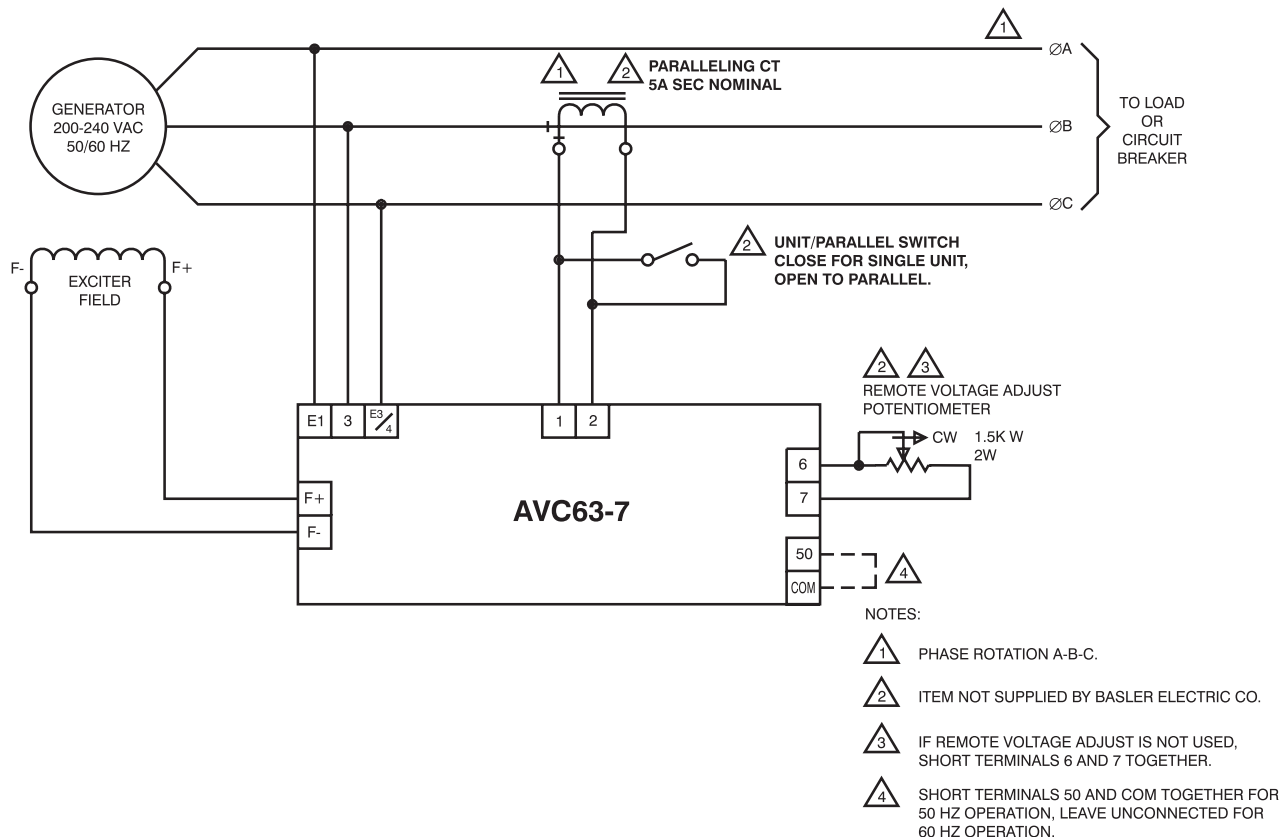 1
ØA
1
2
PARALLELING CT
5A SEC NOMINAL
GENERATOR
200-240 VAC
50/60 HZ
TO LOAD
OR
CIRCUIT
BREAKER
ØB
ØC
2
UNIT/PARALLEL SWITCH
CLOSE FOR SINGLE UNIT,
OPEN TO PARALLEL.
F-
F+
EXCITER
FIELD
2
3
REMOTE VOLTAGE ADJUST
POTENTIOMETER
CW
1.5K W
2W
E1
3
E3/4
1
2
6
7
F+
F-
AVC63-7
50
COM
4
NOTES:
1 PHASE ROTATION A-B-C.
2 ITEM NOT SUPPLIED BY BASLER ELECTRIC CO.
3 IF REMOTE VOLTAGE ADJUST IS NOT USED,
SHORT TERMINALS 6 AND 7 TOGETHER.
4 SHORT TERMINALS 50 AND COM TOGETHER FOR
50 HZ OPERATION, LEAVE UNCONNECTED FOR
60 HZ OPERATION.